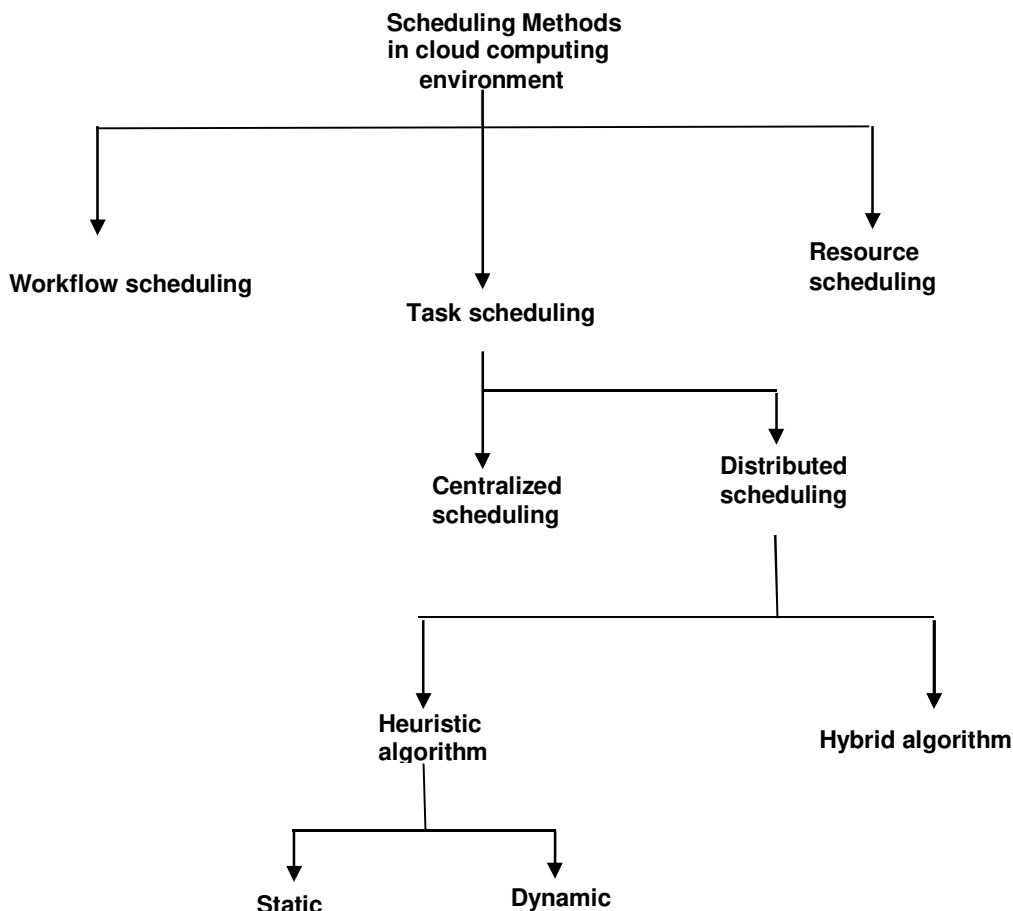 Scheduling Methods
in cloud computing
environment
Workflow scheduling
Resource
scheduling
Task scheduling
Centralized
scheduling
Distributed
scheduling
Heuristic
algorithm
Hybrid algorithm
Static
Dynamic